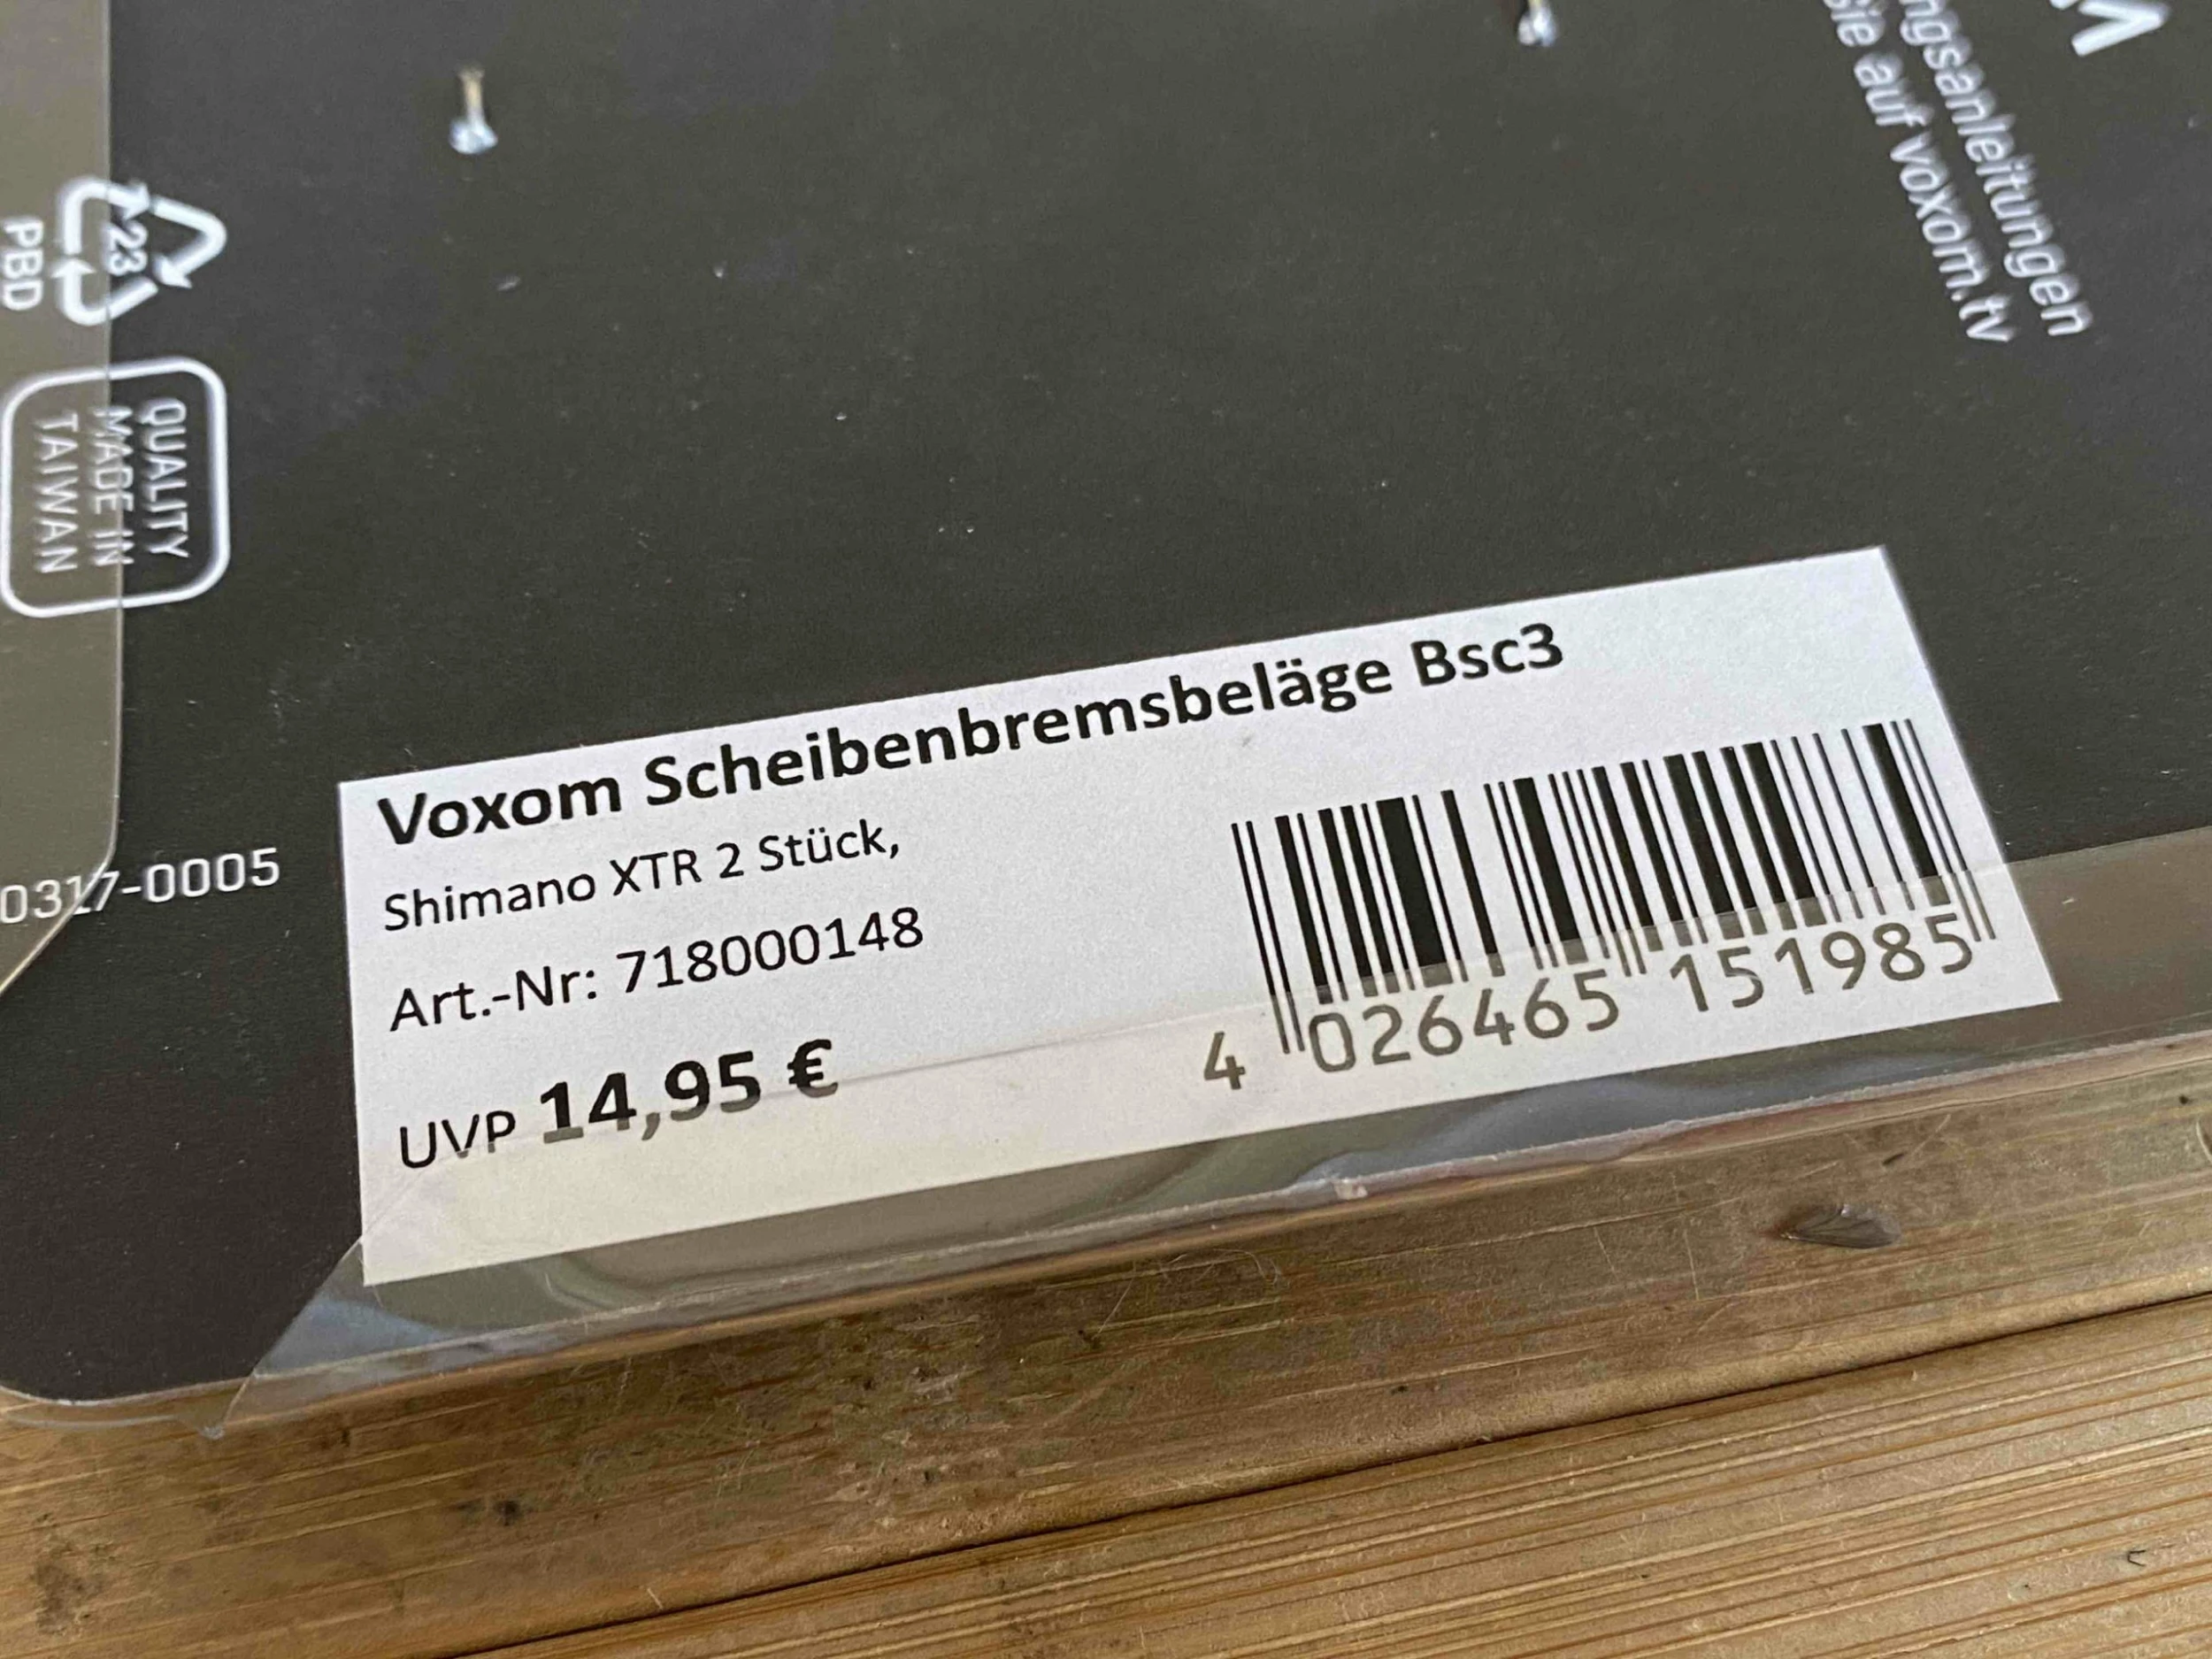 M
ngsanleitungen
Sie auf voxom.tv
23
PBD
QUALITY
MADE IN
TAIWAN
0317-0005
Voxom Scheibenbremsbeläge Bsc3
Shimano XTR 2 Stück,
Art.-Nr: 718000148
UVP 14,95 €
4 026465 151985